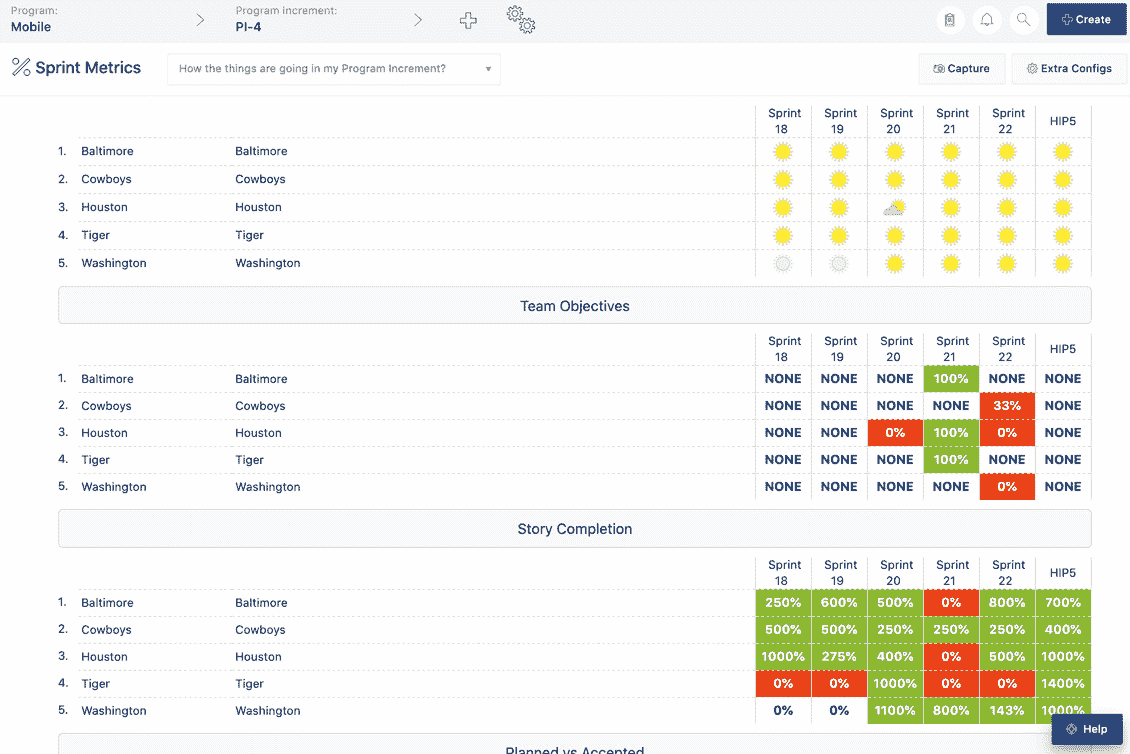 Program: Program increment:
Mobile PI-4 Create
Sprint Metrics How the things are going in my Program Increment? Capture Extra Configs
Sprint Sprint Sprint Sprint Sprint HIP5
18 19 20 21 22
1. Baltimore Baltimore
2. Cowboys Cowboys
3. Houston Houston
4. Tiger Tiger
5. Washington Washington
Team Objectives
Sprint Sprint Sprint Sprint Sprint HIP5
18 19 20 21 22
1. Baltimore Baltimore NONE NONE NONE 100% NONE NONE
2. Cowboys Cowboys NONE NONE NONE NONE 33% NONE
3. Houston Houston NONE NONE 0% 100% 0% NONE
4. Tiger Tiger NONE NONE NONE 100% NONE NONE
5. Washington Washington NONE NONE NONE NONE 0% NONE
Story Completion
Sprint Sprint Sprint Sprint Sprint HIP5
18 19 20 21 22
1. Baltimore Baltimore 250% 600% 500% 0% 800% 700%
2. Cowboys Cowboys 500% 500% 250% 250% 250% 400%
3. Houston Houston 1000% 275% 400% 0% 500% 1000%
4. Tiger Tiger 0% 0% 1000% 0% 0% 1400%
5. Washington Washington 0% 0% 1100% 800% 143% 1000%
Help
Planned vs Accepted